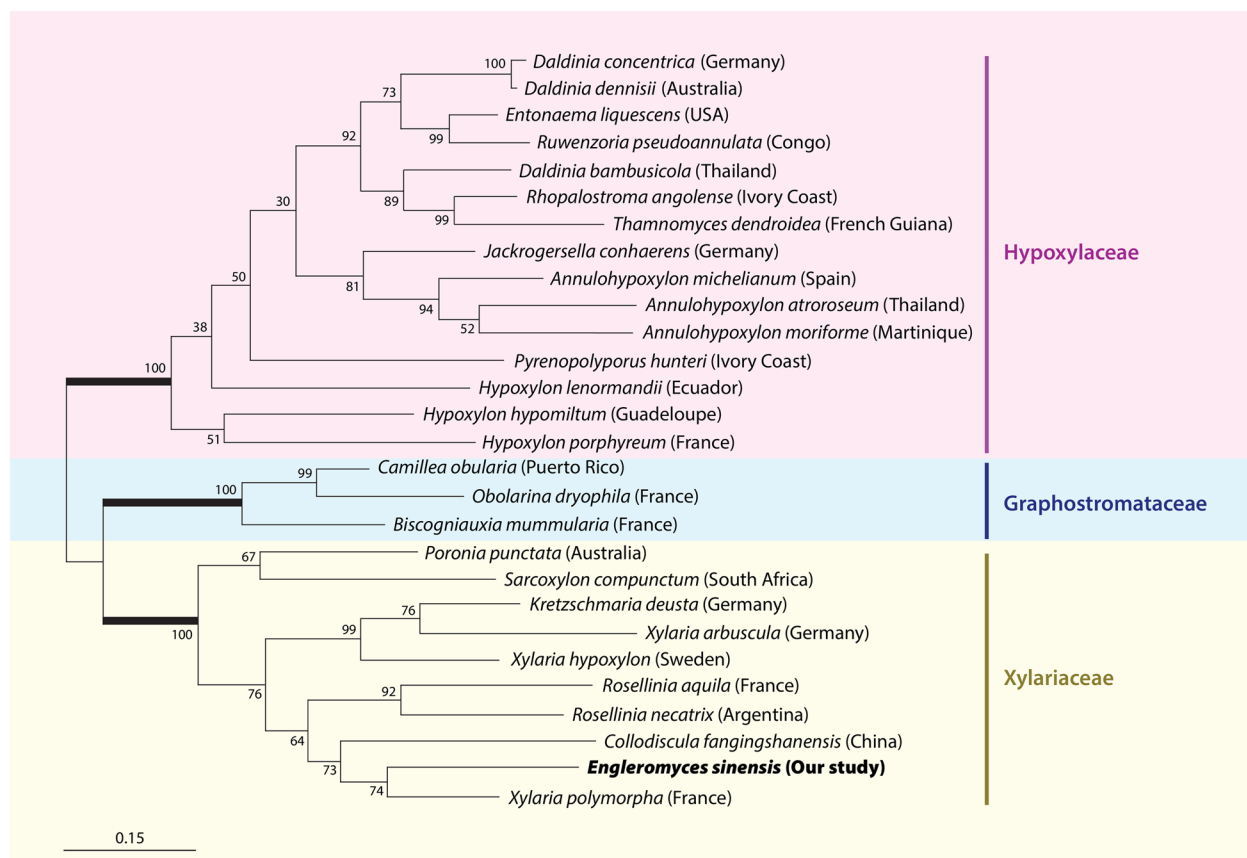 100 Daldinia concentrica (Germany)
Daldinia dennisii (Australia)
73
Entonaema liquescens (USA)
99 Ruwenzoria pseudoannulata (Congo)
92
Daldinia bambusicola (Thailand)
89 Rhopalostroma angolense (Ivory Coast)
30
99 Thamnomyces dendroidea (French Guiana)
Jackrogersella conhaerens (Germany)
Hypoxylaceae
50
81 Annulohypoxylon michelianum (Spain)
94 Annulohypoxylon atroroseum (Thailand)
38
52 Annulohypoxylon moriforme (Martinique)
Pyrenopolyporus hunteri (Ivory Coast)
100
Hypoxylon lenormandii (Ecuador)
Hypoxylon hypomiltum (Guadeloupe)
51 Hypoxylon porphyreum (France)
99 Camillea obularia (Puerto Rico)
100 Obolarina dryophila (France)
Graphostromataceae
Biscogniauxia mummularia (France)
67 Poronia punctata (Australia)
Sarcoxylon compunctum (South Africa)
76 Kretzschmaria deusta (Germany)
100 99 Xylaria arbuscula (Germany)
Xylaria hypoxylon (Sweden)
Xylariaceae
76 92 Rosellinia aquila (France)
Rosellinia necatrix (Argentina)
64 Collodiscula fangingshanensis (China)
73 Engleromyces sinensis (Our study)
74 Xylaria polymorpha (France)
0.15